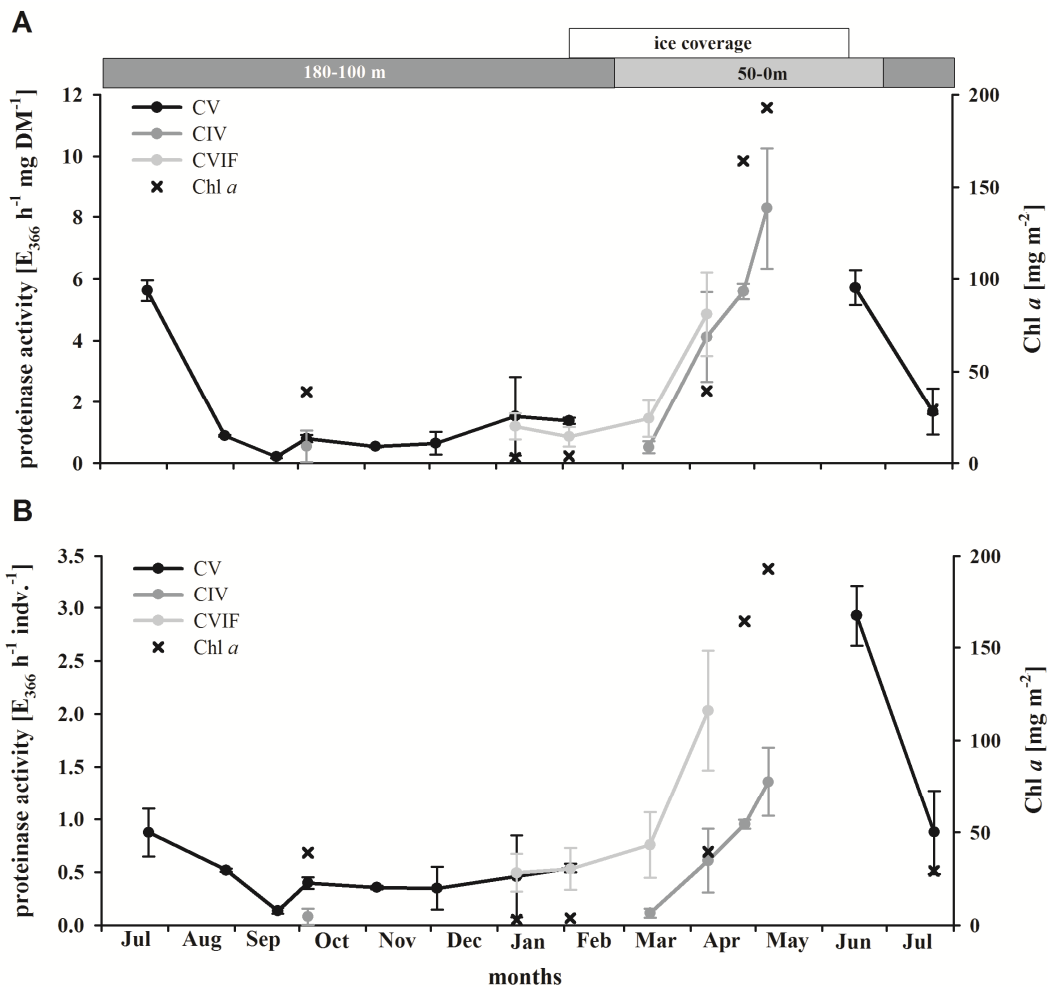 A
ice coverage
180-100 m
50-0m
proteinase activity [E₃₆₆ h⁻¹ mg DM⁻¹]
12
10
8
6
4
2
0
CV
CIV
CVIF
Chl a
200
150
100
50
0
Chl a [mg m⁻²]
B
proteinase activity [E₃₆₆ h⁻¹ indv.⁻¹]
3.5
3.0
2.5
2.0
1.5
1.0
0.5
0.0
CV
CIV
CVIF
Chl a
200
150
100
50
0
Chl a [mg m⁻²]
Jul Aug Sep Oct Nov Dec Jan Feb Mar Apr May Jun Jul
months